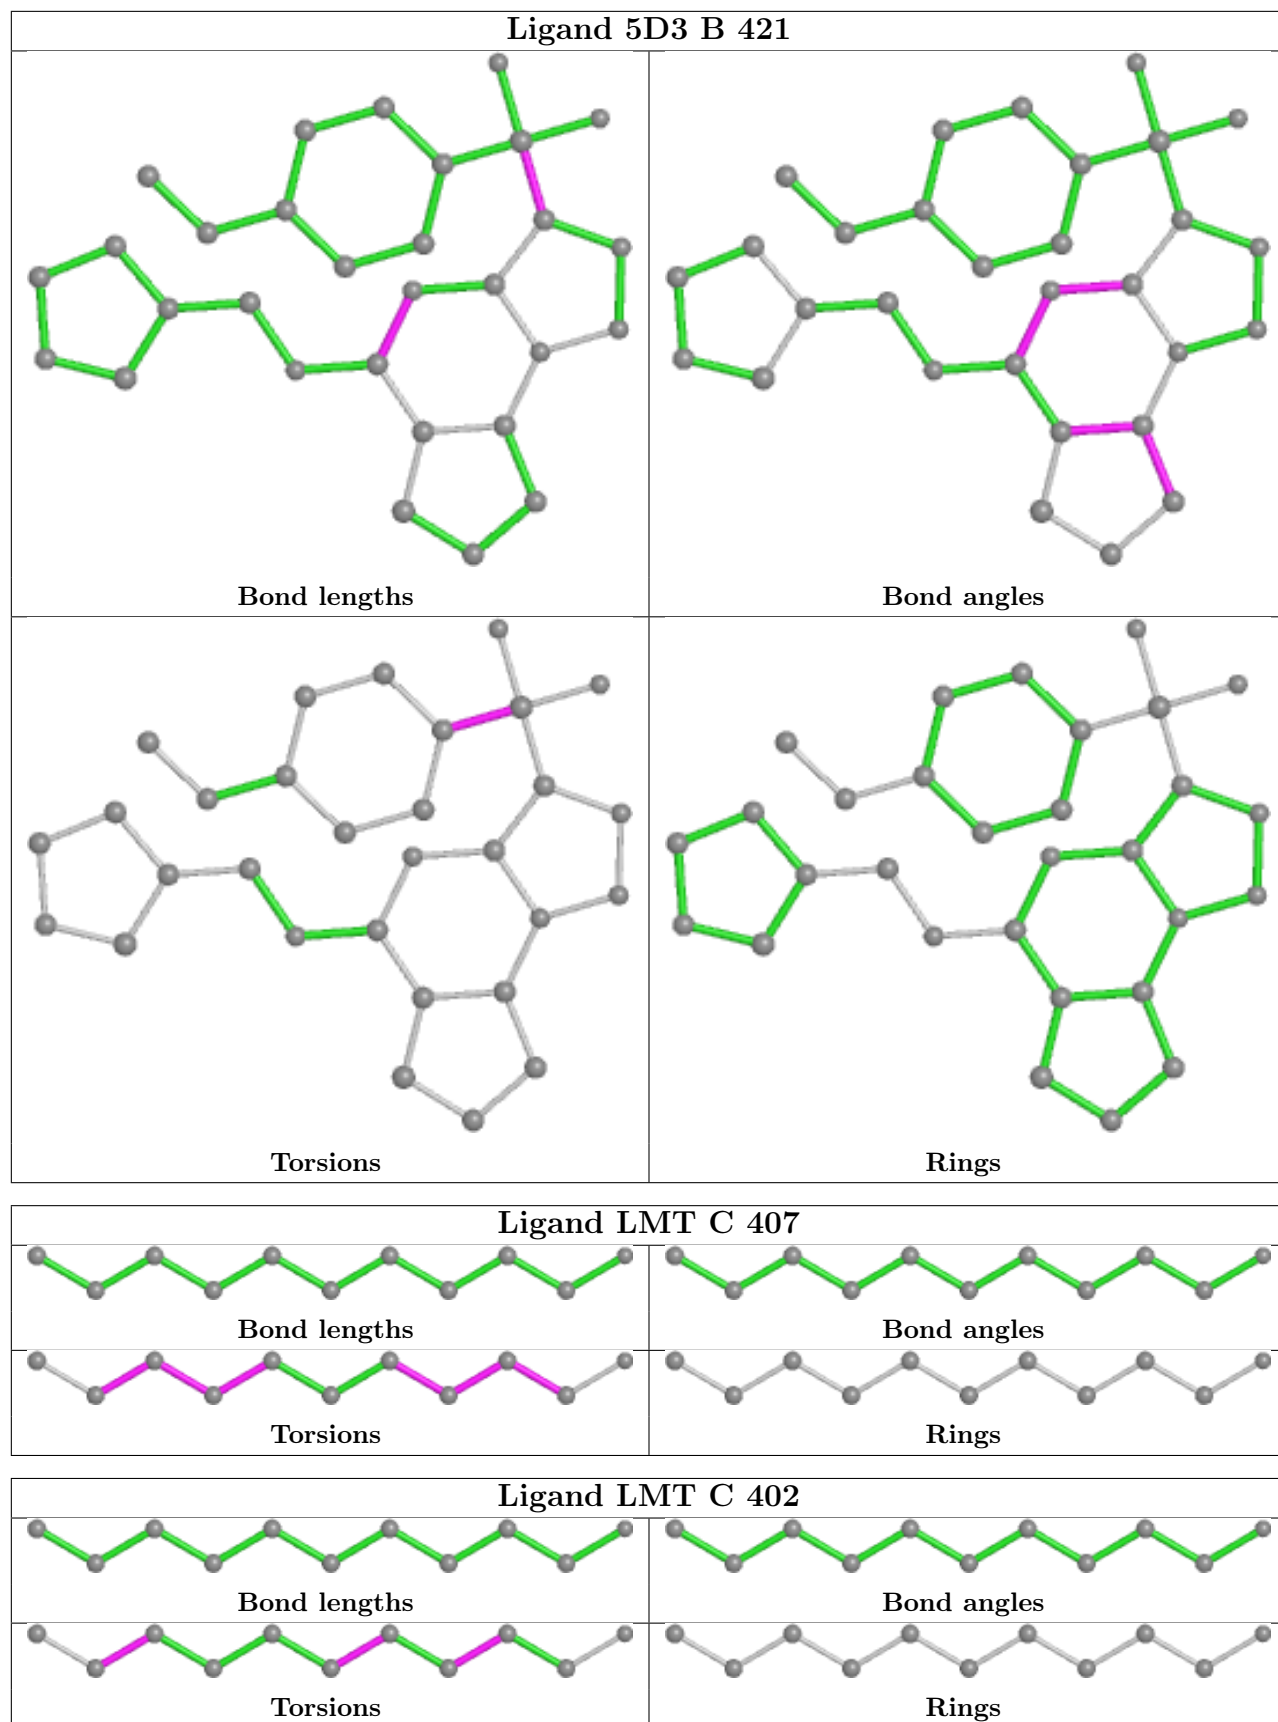 Ligand 5D3 B 421
Bond lengths
Bond angles
Torsions
Rings
Ligand LMT C 407
Bond lengths
Bond angles
Torsions
Rings
Ligand LMT C 402
Bond lengths
Bond angles
Torsions
Rings